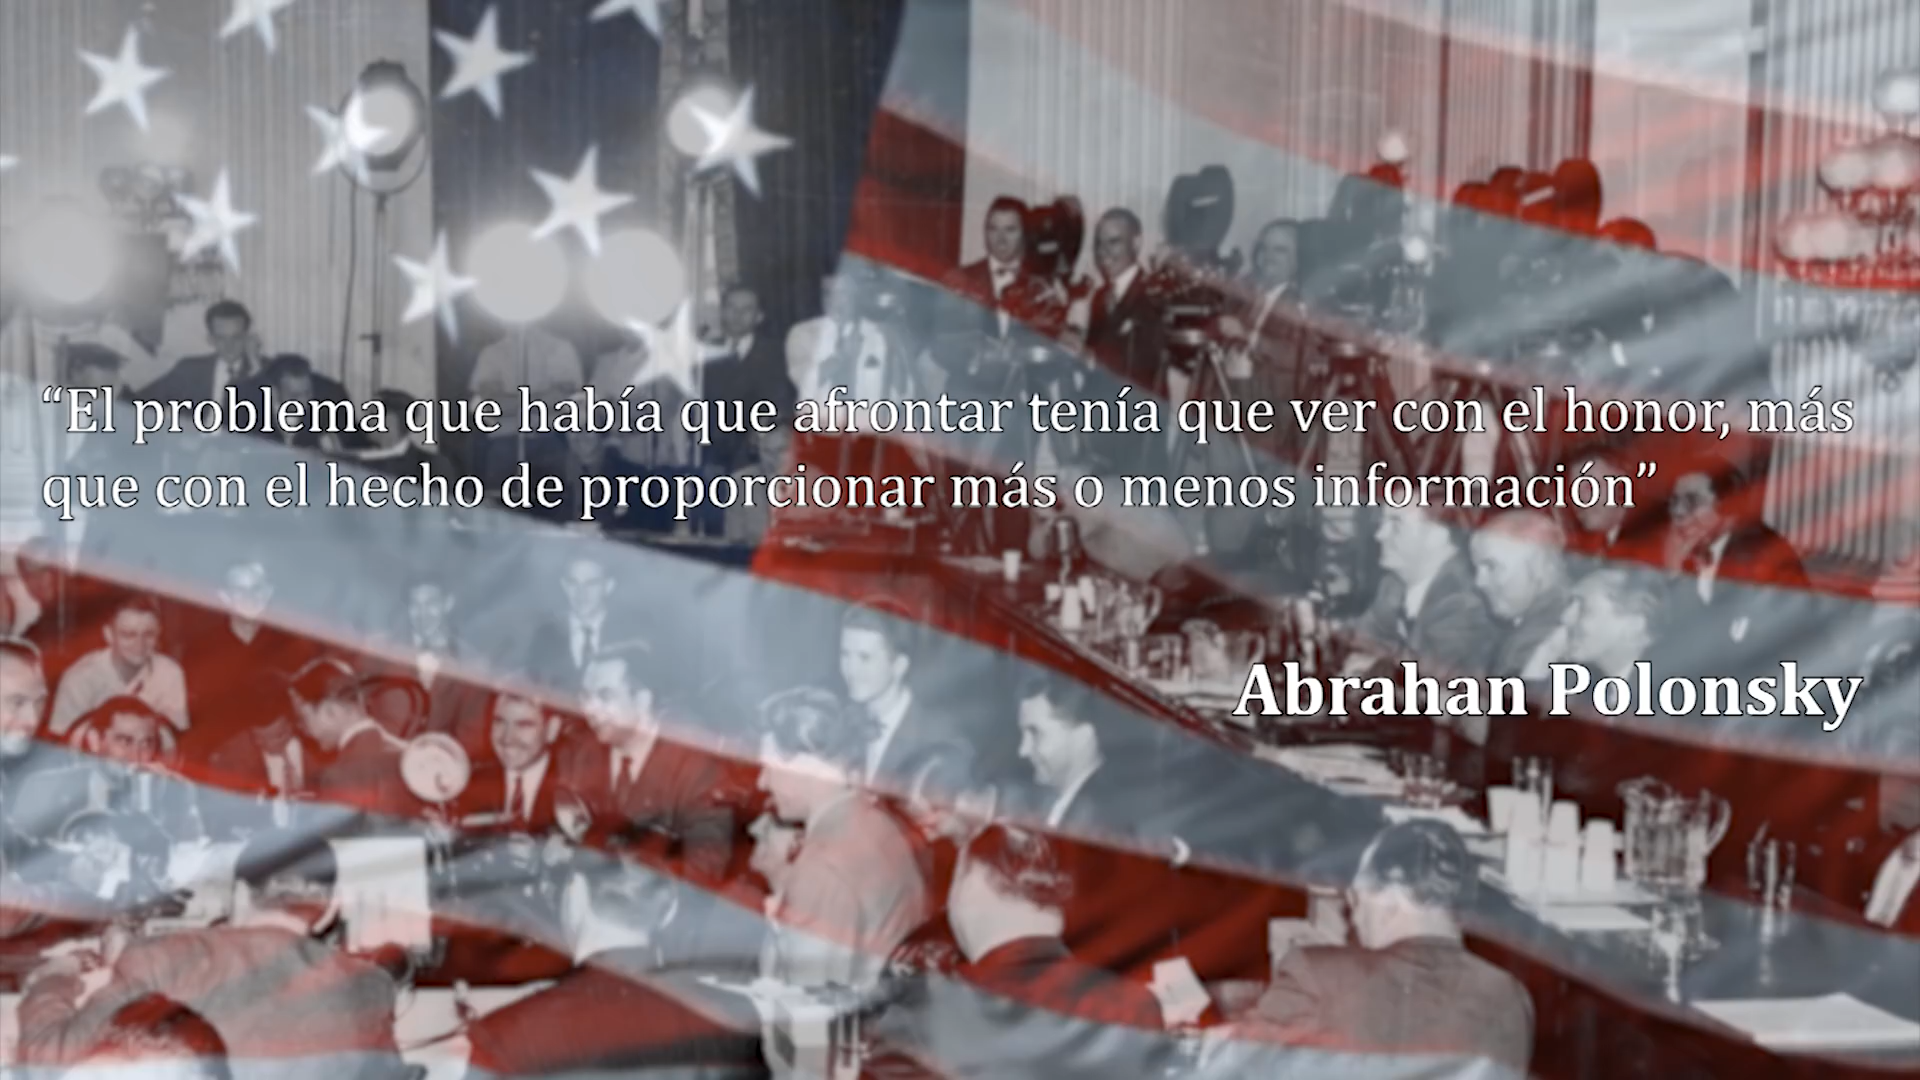 “El problema que había que afrontar tenía que ver con el honor, más
que con el hecho de proporcionar más o menos información”
Abrahan Polonsky